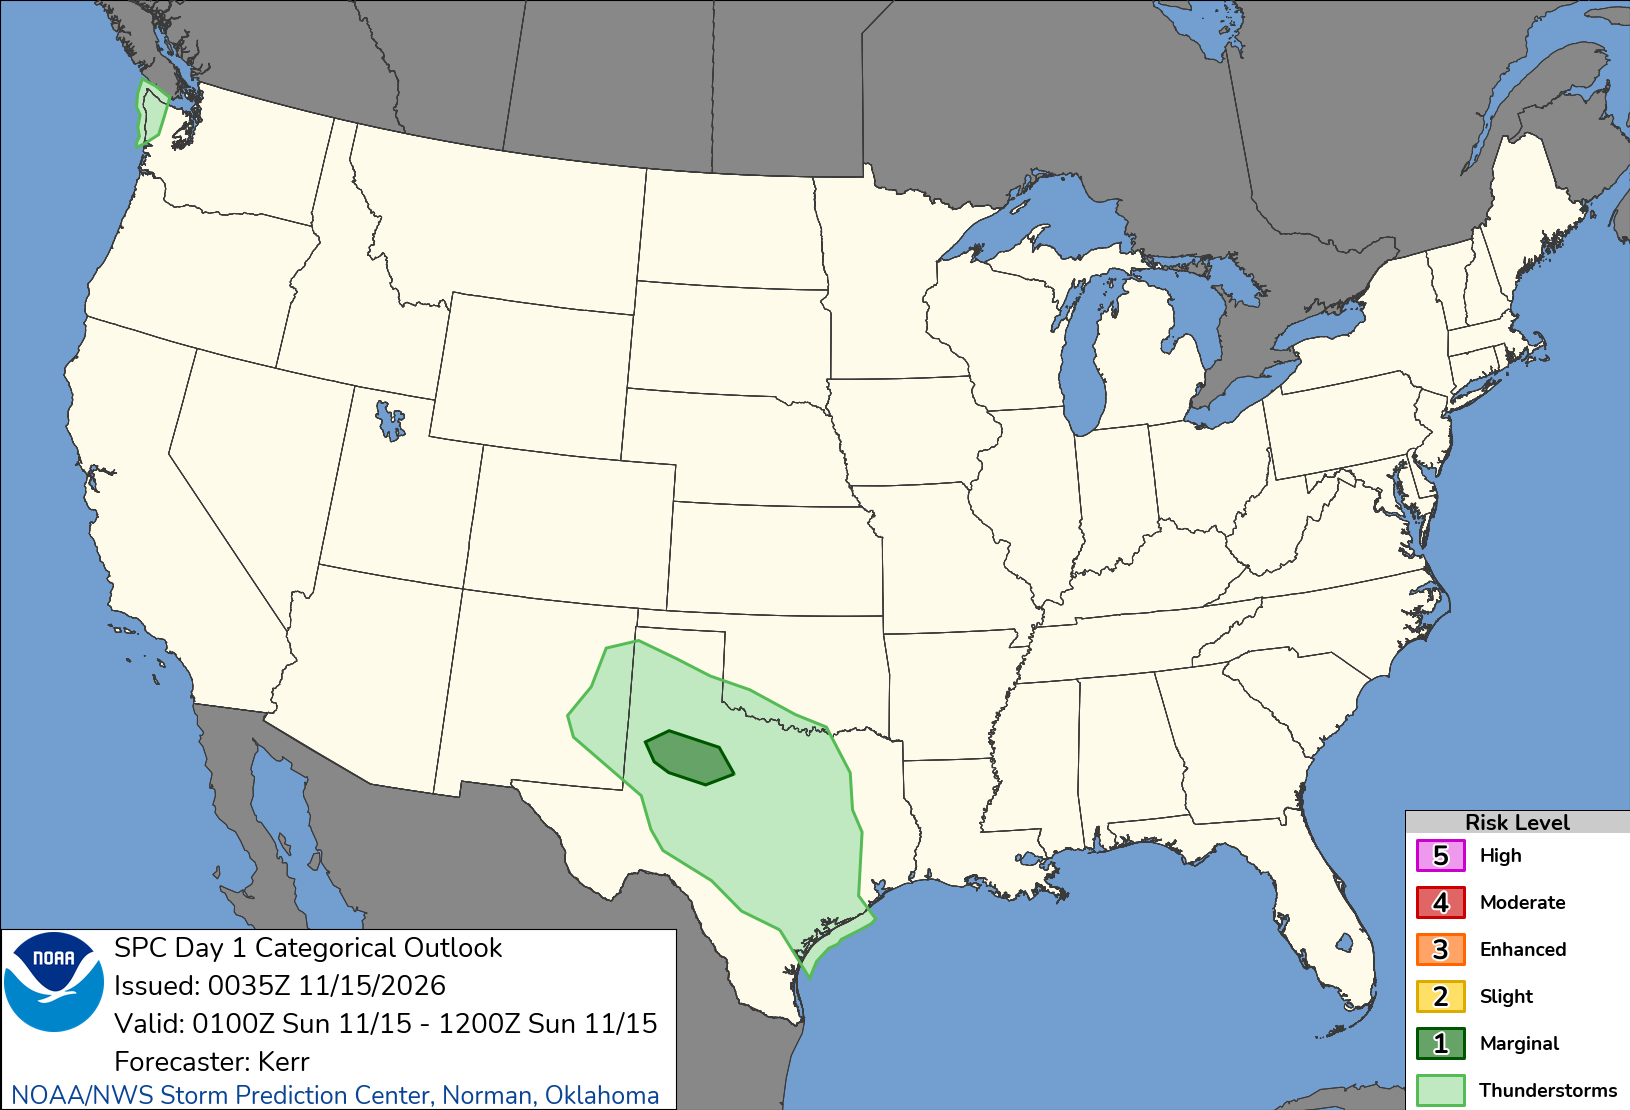 Risk Level
5 High
4 Moderate
3 Enhanced
2 Slight
1 Marginal
Thunderstorms
NOAA
SPC Day 1 Categorical Outlook
Issued: 0035Z 11/15/2026
Valid: 0100Z Sun 11/15 - 1200Z Sun 11/15
Forecaster: Kerr
NOAA/NWS Storm Prediction Center, Norman, Oklahoma